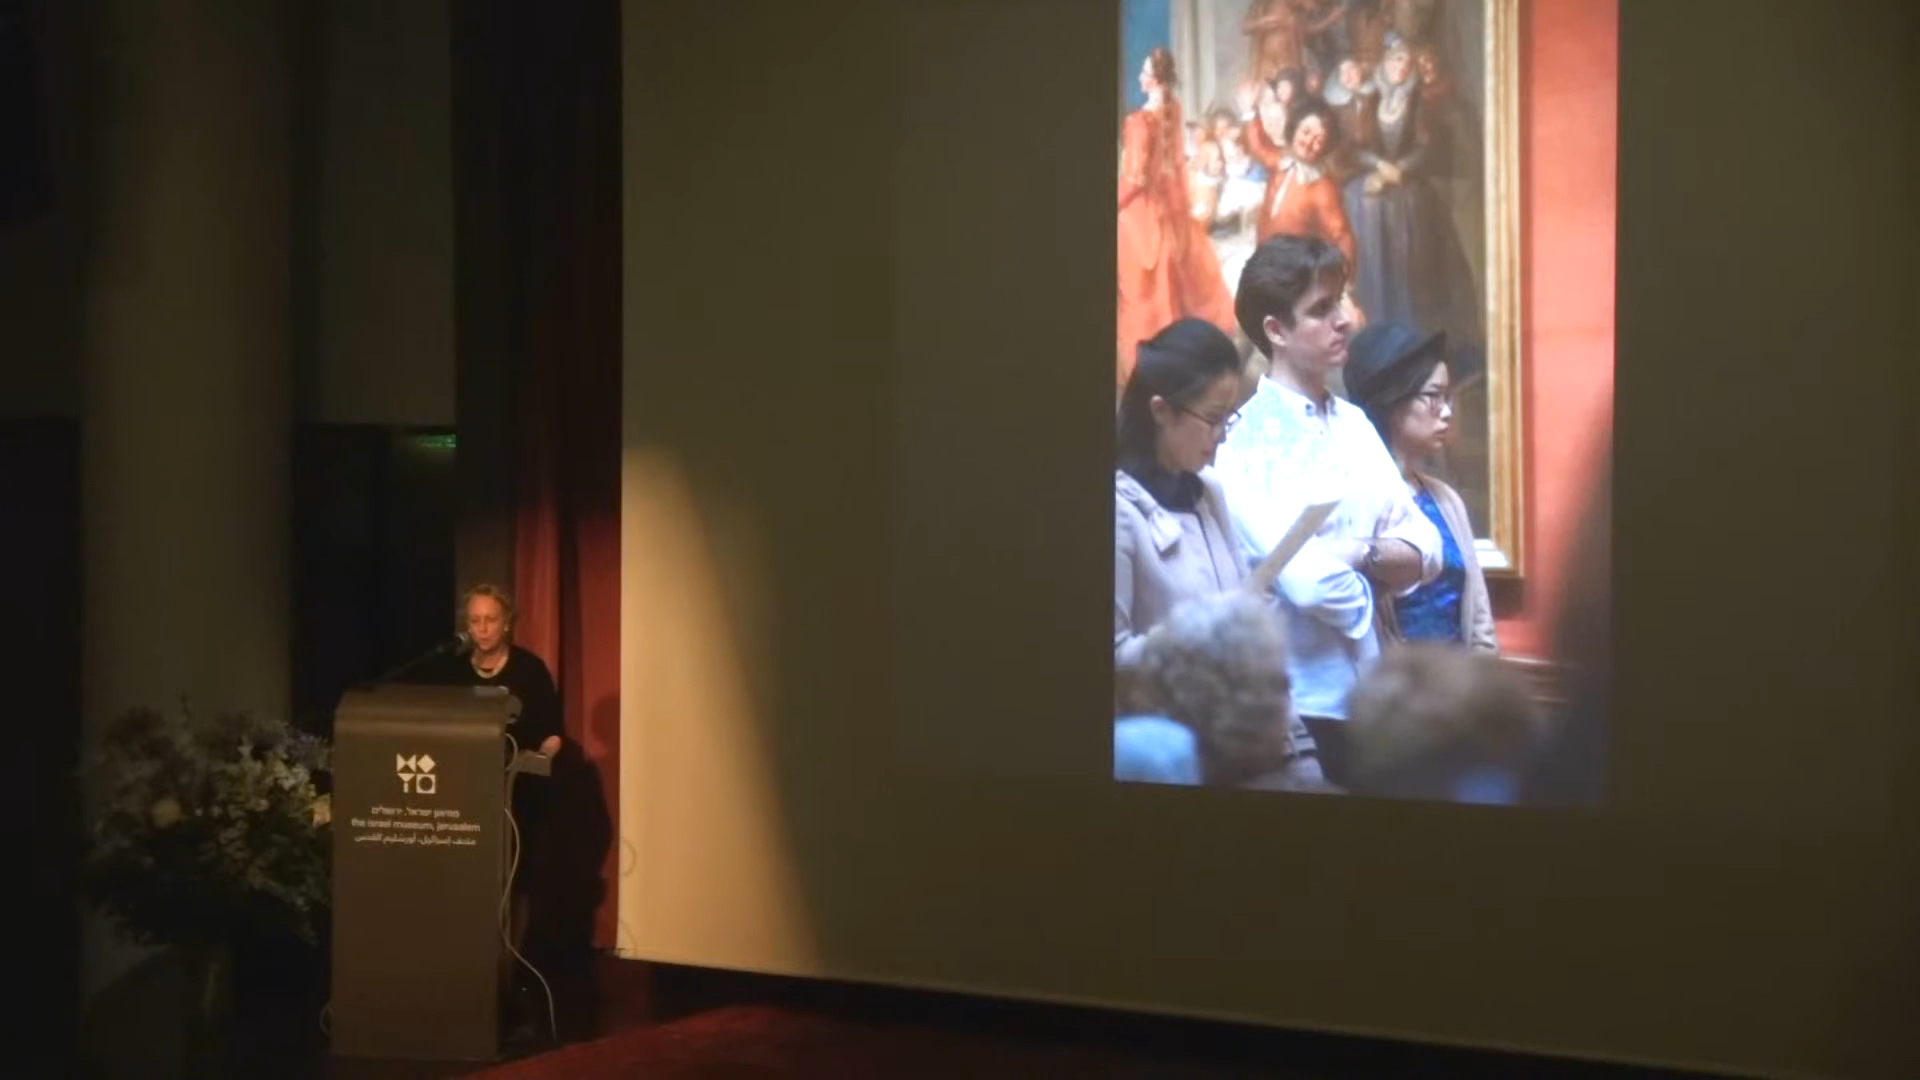 מוזיאון ישראל, ירושלים
the israel museum, jerusalem
متحف إسرائيل، أورشليم القدس